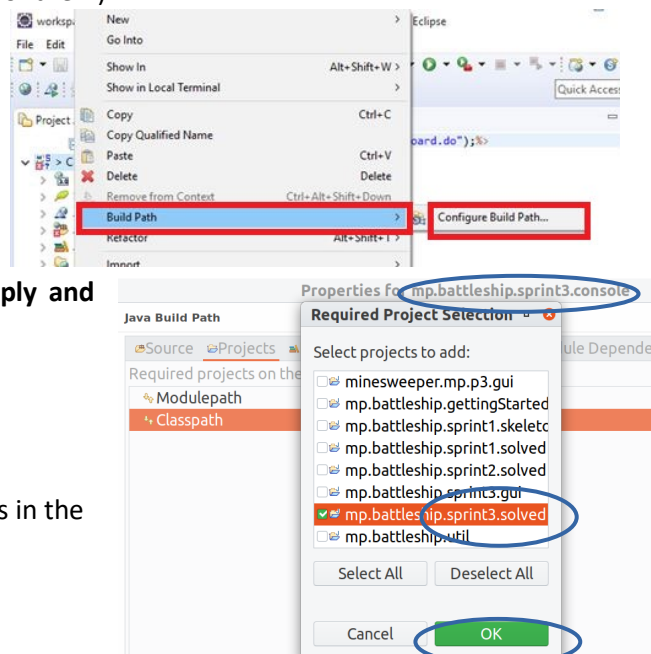 workspa
New
Eclipse
File Edit
Go Into
Show In Alt+Shift+W >
Show in Local Terminal >
Quick Access
Project
Copy Ctrl+C
Copy Qualified Name
oard.do");%>
Paste Ctrl+V
> C
Delete Delete
Remove from Context Ctrl+Alt+Shift+Down
Build Path >
Configure Build Path...
Refactor Alt+Shift+T >
Import >
ply and
Properties for mp.battleship.sprint3.console
Java Build Path
Required Project Selection
Source Projects
Select projects to add:
ule Depende
Required projects on the
minesweeper.mp.p3.gui
Modulepath
mp.battleship.gettingStarted
Classpath
mp.battleship.sprint1.skeletc
mp.battleship.sprint1.solved
mp.battleship.sprint2.solved
mp.battleship.sprint3.gui
s in the
mp.battleship.sprint3.solved
mp.battleship.util
Select All Deselect All
Cancel OK